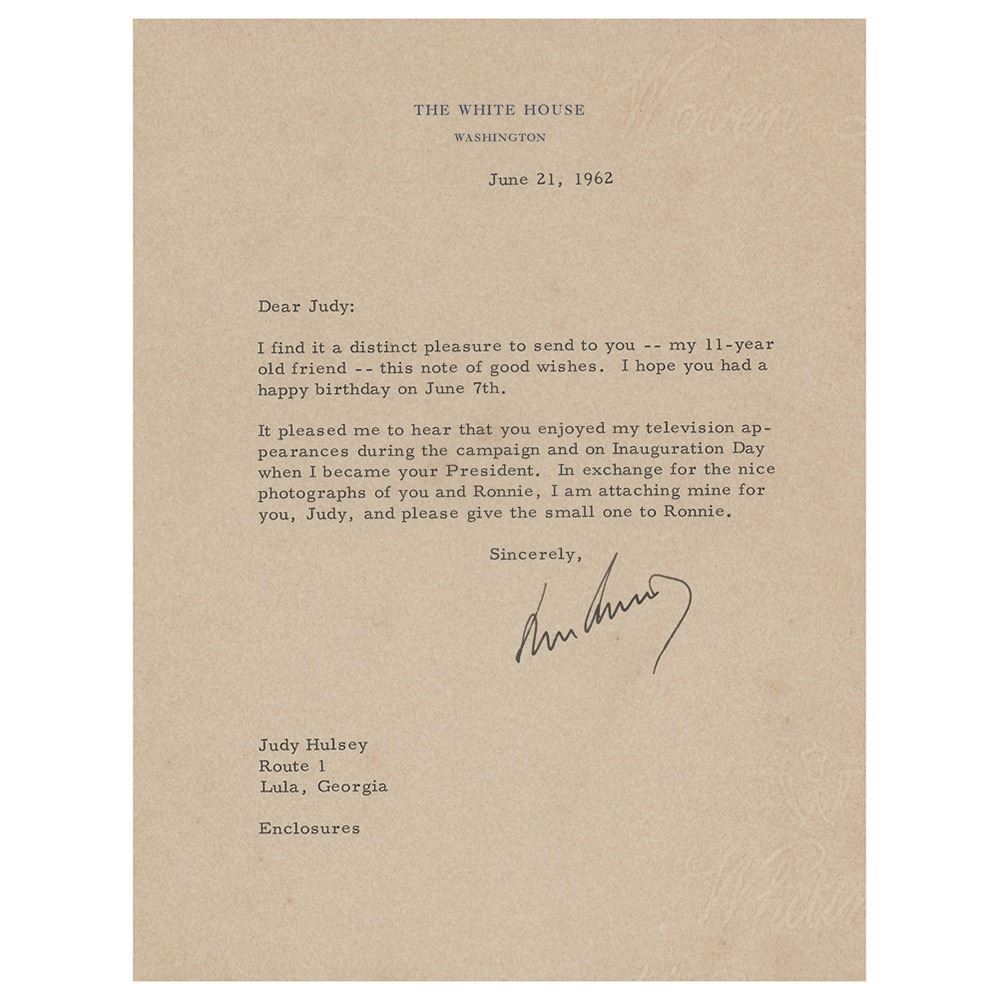 THE WHITE HOUSE
WASHINGTON
June 21, 1962
Dear Judy:
I find it a distinct pleasure to send to you -- my 11-year
old friend -- this note of good wishes. I hope you had a
happy birthday on June 7th.
It pleased me to hear that you enjoyed my television ap-
pearances during the campaign and on Inauguration Day
when I became your President. In exchange for the nice
photographs of you and Ronnie, I am attaching mine for
you, Judy, and please give the small one to Ronnie.
Sincerely,
Judy Hulsey
Route 1
Lula, Georgia
Enclosures